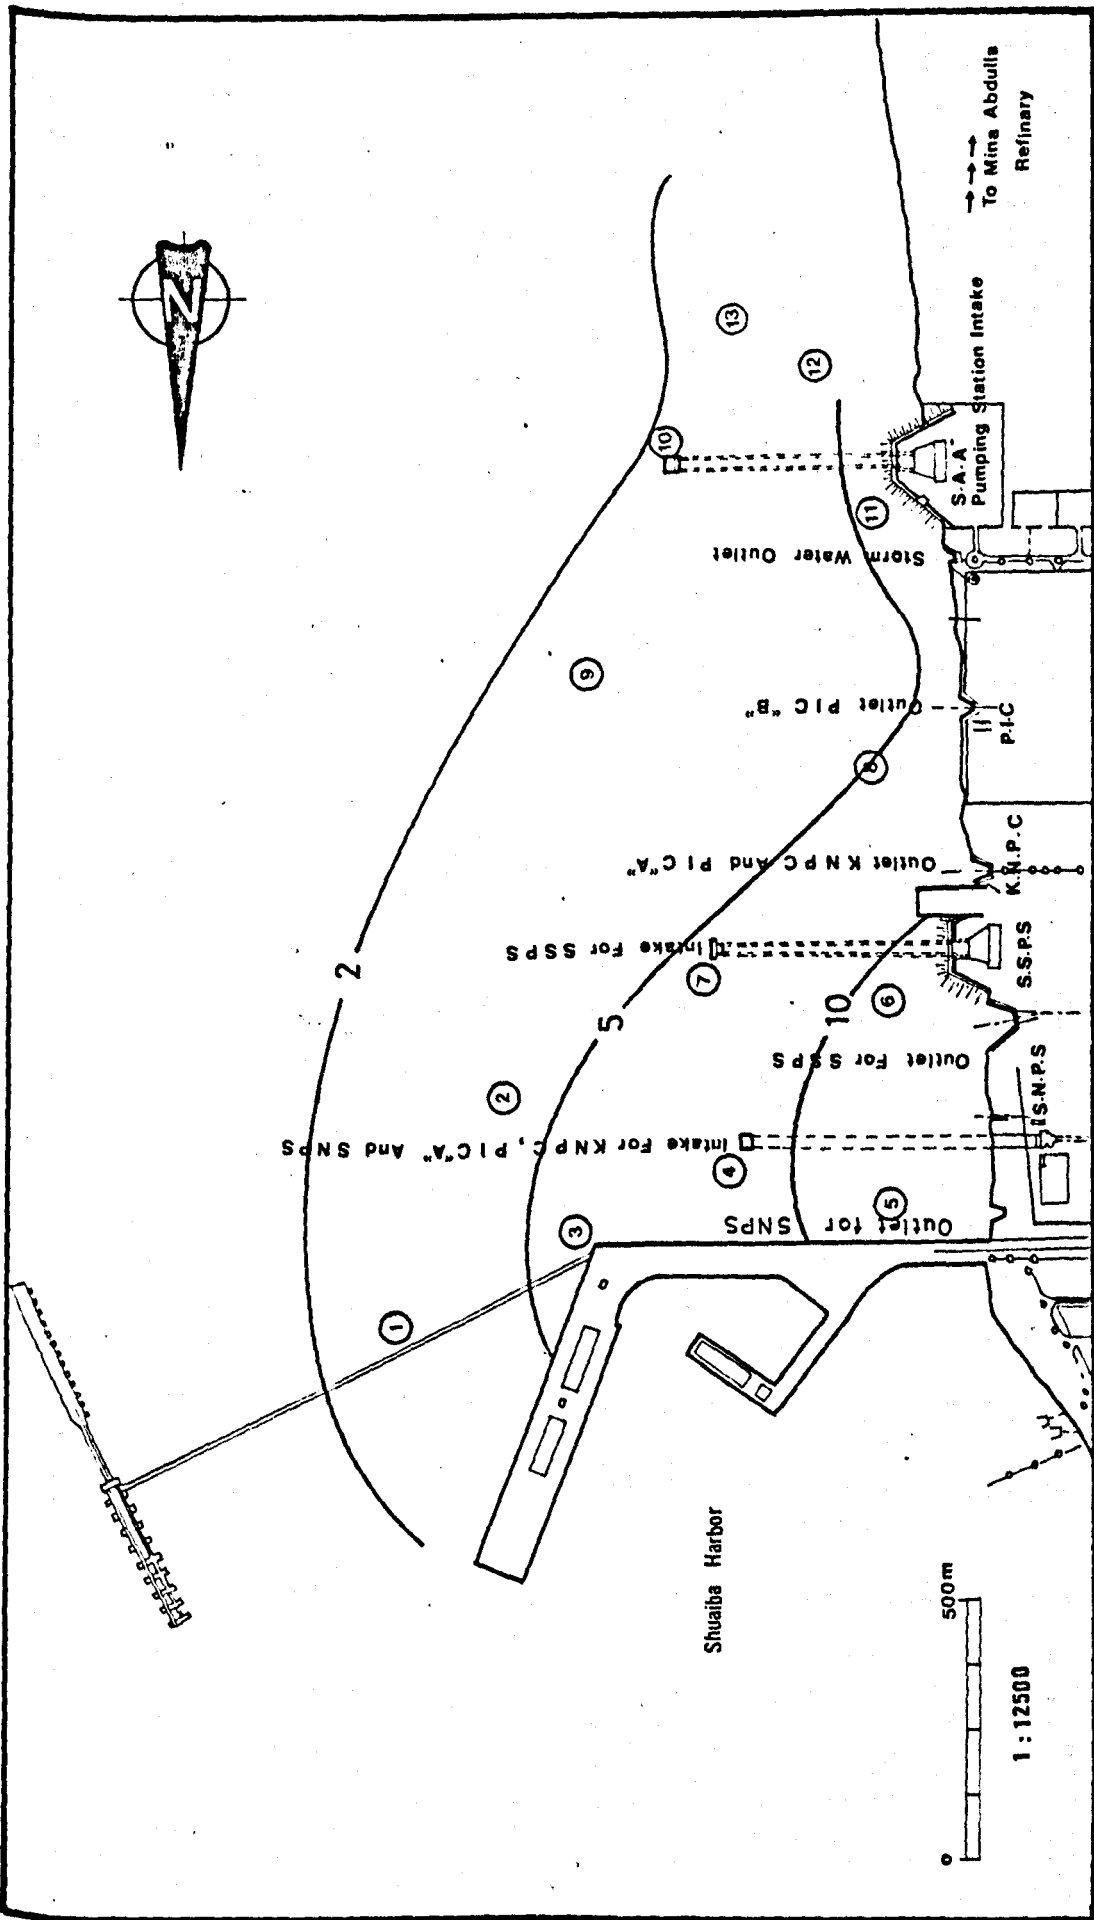 N
To Mina Abdulla
Refinary
13
12
10
S-A-A
Pumping Station Intake
11
Storm Water Outlet
9
Outlet PIC "B"
P.I-C
8
Outlet KNPC And PIC "A"
K.N.P.C
2
Intake For SSPS
7
S.S.P.S
5
10
6
Outlet For SSPS
2
Intake For KNPC, PIC "A" And SNPS
S.N.P.S
4
5
3
Outlet for SNPS
1
Shuaiba Harbor
0
500m
1:12500